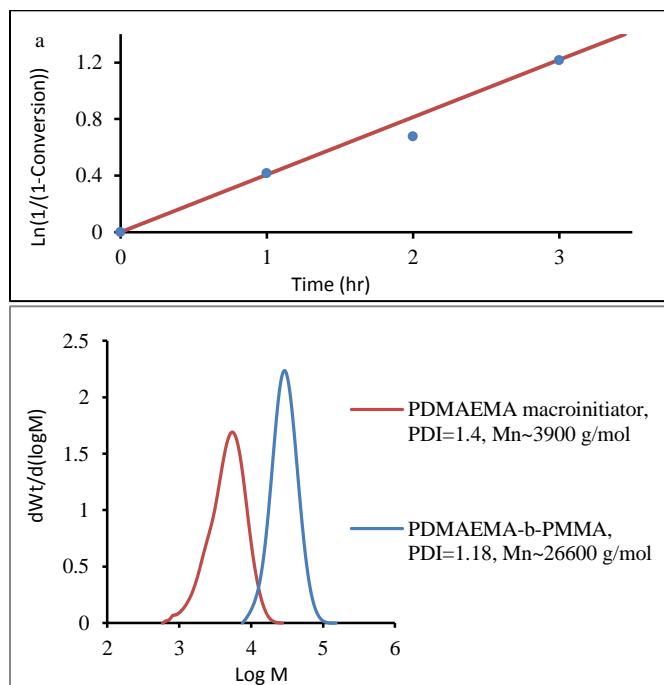 a
1.2
0.8
0.4
0
0
1
2
3
Ln(1/(1-Conversion))
Time (hr)
2.5
2
1.5
1
0.5
0
2
3
4
5
6
dWt/d(logM)
Log M
PDMAEMA macroinitiator,
PDI=1.4, Mn~3900 g/mol
PDMAEMA-b-PMMA,
PDI=1.18, Mn~26600 g/mol